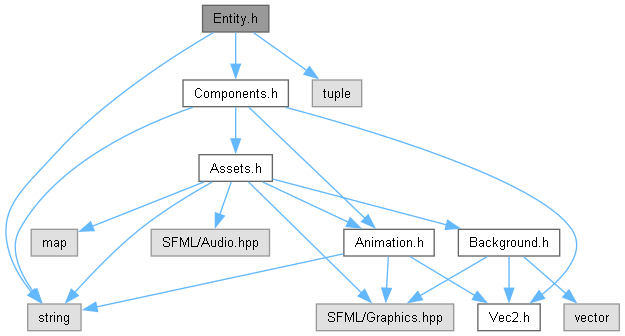 Entity.h
Components.h
tuple
Assets.h
map
SFML/Audio.hpp
Animation.h
Background.h
string
SFML/Graphics.hpp
Vec2.h
vector